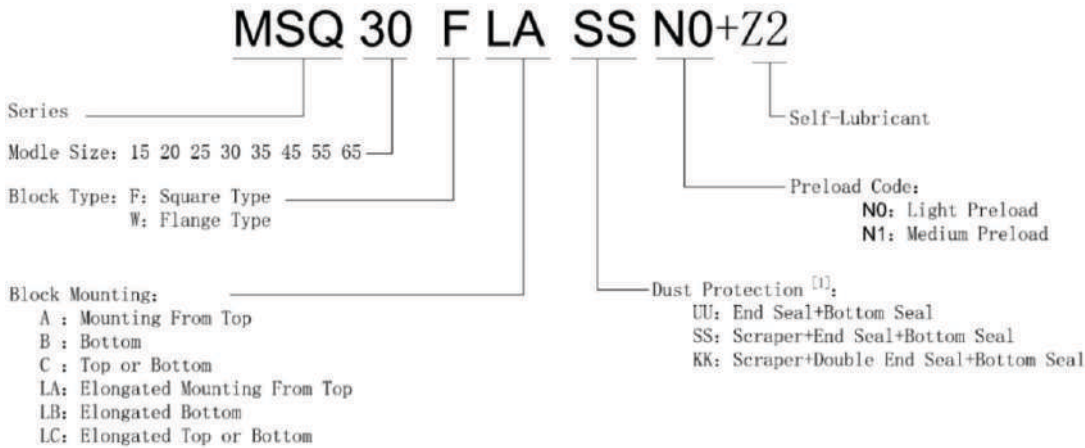 MSQ 30 F LA SS N0+Z2
Series
Self-Lubricant
Modle Size: 15 20 25 30 35 45 55 65
Block Type: F: Square Type
W: Flange Type
Preload Code:
N0: Light Preload
N1: Medium Preload
Block Mounting:
A : Mounting From Top
B : Bottom
C : Top or Bottom
LA: Elongated Mounting From Top
LB: Elongated Bottom
LC: Elongated Top or Bottom
Dust Protection [1]:
UU: End Seal+Bottom Seal
SS: Scraper+End Seal+Bottom Seal
KK: Scraper+Double End Seal+Bottom Seal